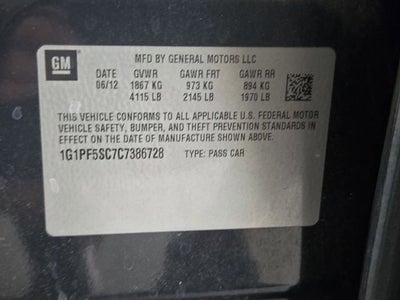 GM
MFD BY GENERAL MOTORS LLC
DATE GVWR GAWR FRT GAWR RR
06/12 1867 KG 973 KG 894 KG
4115 LB 2145 LB 1970 LB
THIS VEHICLE CONFORMS TO ALL APPLICABLE U.S. FEDERAL MOTOR
VEHICLE SAFETY, BUMPER, AND THEFT PREVENTION STANDARDS IN
EFFECT ON THE DATE OF MANUFACTURE SHOWN ABOVE.
1G1PF5SC7C7386728 TYPE: PASS CAR